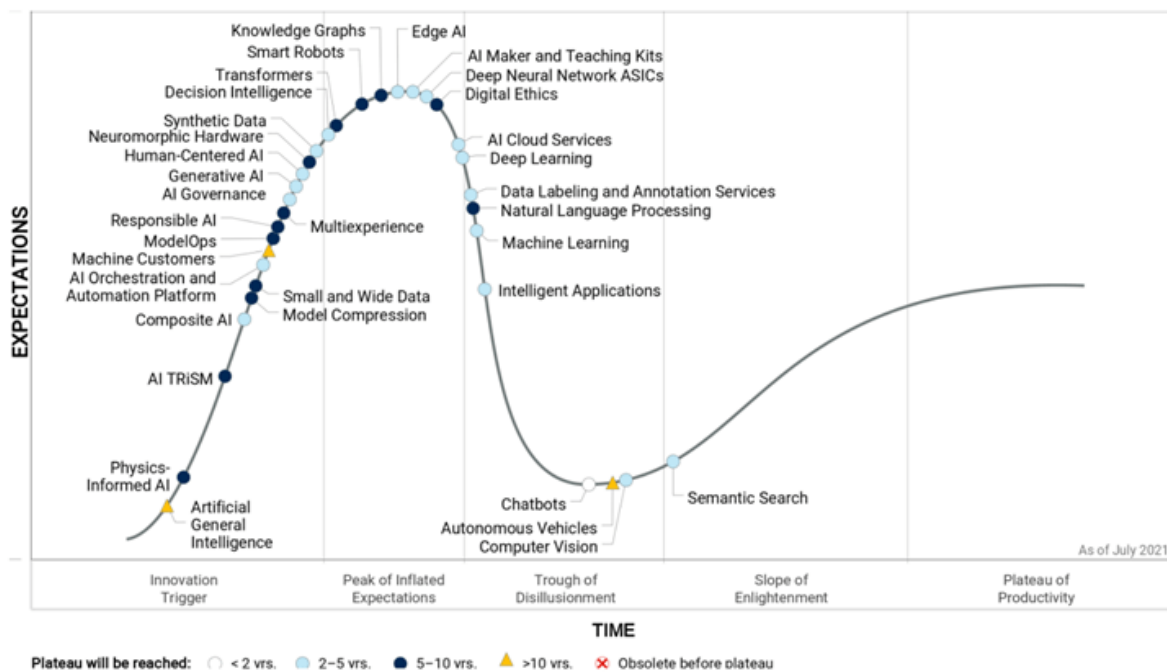 Knowledge Graphs
Edge AI
Smart Robots
AI Maker and Teaching Kits
Transformers
Deep Neural Network ASICs
Decision Intelligence
Digital Ethics
Synthetic Data
Neuromorphic Hardware
AI Cloud Services
Human-Centered AI
Deep Learning
Generative AI
AI Governance
Data Labeling and Annotation Services
Responsible AI
Multiexperience
Natural Language Processing
ModelOps
Machine Learning
Machine Customers
AI Orchestration and
Automation Platform
Small and Wide Data
Intelligent Applications
Model Compression
Composite AI
AI TRiSM
Physics-
Informed AI
Artificial
General
Intelligence
Chatbots
Autonomous Vehicles
Computer Vision
Semantic Search
EXPECTATIONS
As of July 2021
Innovation
Trigger
Peak of Inflated
Expectations
Trough of
Disillusionment
Slope of
Enlightenment
Plateau of
Productivity
TIME
Plateau will be reached: < 2 yrs. 2–5 yrs. 5–10 yrs. >10 yrs. Obsolete before plateau